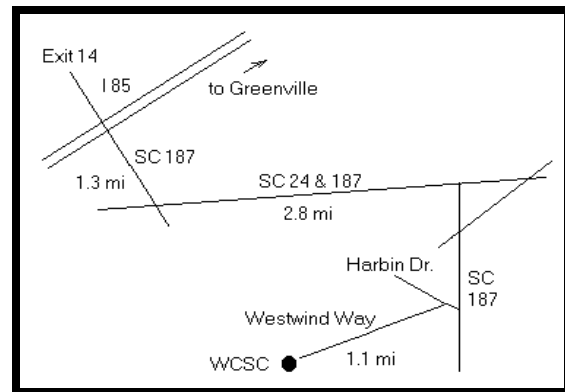 Exit 14
I 85
to Greenville
SC 187
1.3 mi
SC 24 & 187
2.8 mi
Harbin Dr.
SC
187
Westwind Way
WCSC
1.1 mi